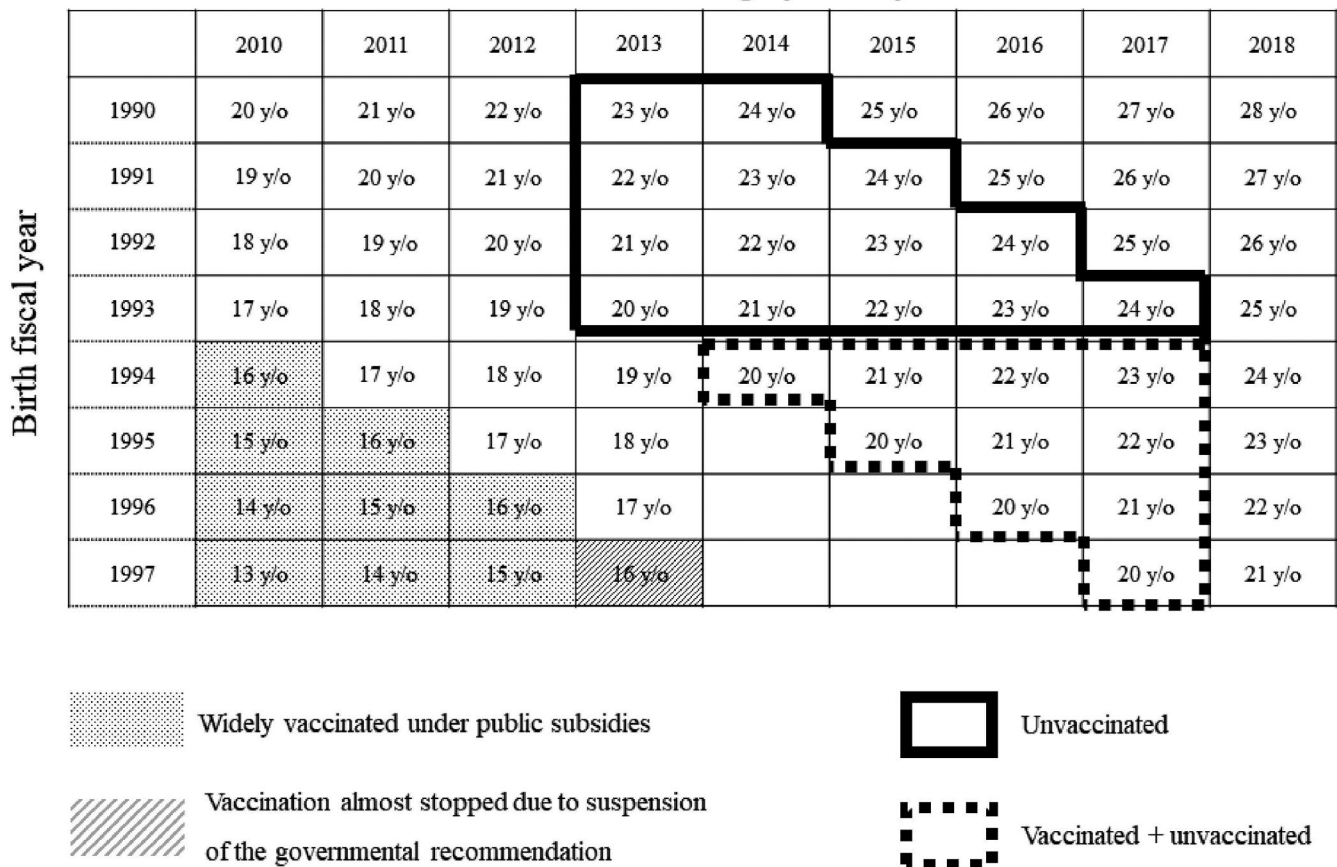 2010 2011 2012 2013 2014 2015 2016 2017 2018
1990 20 y/o 21 y/o 22 y/o 23 y/o 24 y/o 25 y/o 26 y/o 27 y/o 28 y/o
1991 19 y/o 20 y/o 21 y/o 22 y/o 23 y/o 24 y/o 25 y/o 26 y/o 27 y/o
1992 18 y/o 19 y/o 20 y/o 21 y/o 22 y/o 23 y/o 24 y/o 25 y/o 26 y/o
1993 17 y/o 18 y/o 19 y/o 20 y/o 21 y/o 22 y/o 23 y/o 24 y/o 25 y/o
1994 16 y/o 17 y/o 18 y/o 19 y/o 20 y/o 21 y/o 22 y/o 23 y/o 24 y/o
1995 15 y/o 16 y/o 17 y/o 18 y/o 20 y/o 21 y/o 22 y/o 23 y/o
1996 14 y/o 15 y/o 16 y/o 17 y/o 20 y/o 21 y/o 22 y/o
1997 13 y/o 14 y/o 15 y/o 16 y/o 20 y/o 21 y/o
Birth fiscal year
Widely vaccinated under public subsidies
Unvaccinated
Vaccination almost stopped due to suspension
of the governmental recommendation
Vaccinated + unvaccinated